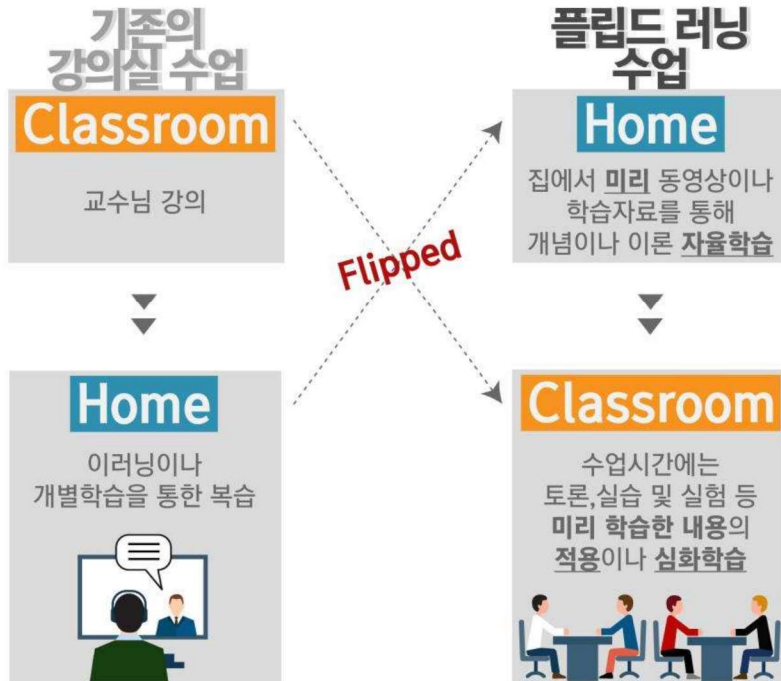 기존의
강의실 수업
Classroom
교수님 강의
Home
이러닝이나
개별학습을 통한 복습
Flipped
플립드 러닝
수업
Home
집에서 미리 동영상이나
학습자료를 통해
개념이나 이론 자율학습
Classroom
수업시간에는
토론,실습 및 실험 등
미리 학습한 내용의
적용이나 심화학습